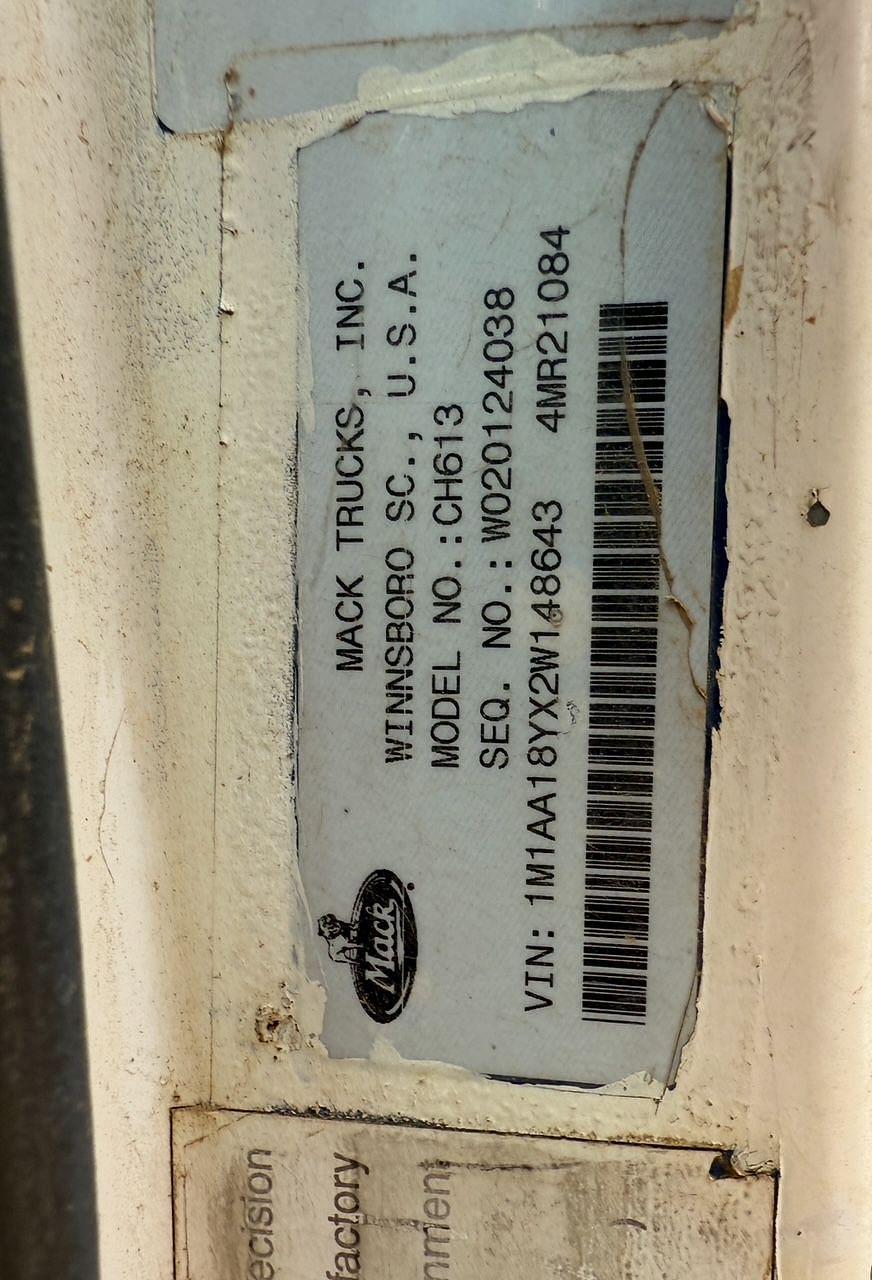 MACK TRUCKS, INC.
WINNSBORO SC., U.S.A.
MODEL NO.:CH613
SEQ. NO.: W020124038
VIN: 1M1AA18YX2W148643 4MR21084
Mack
ecision
factory
nment